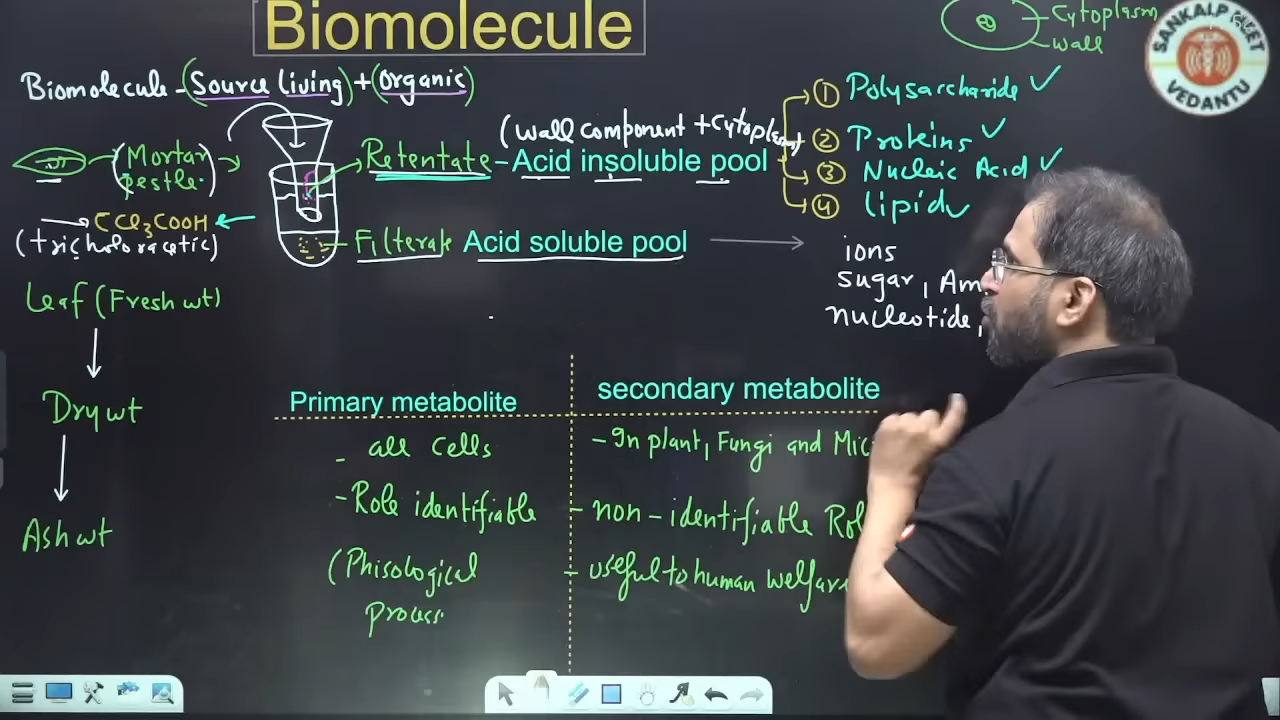 Biomolecule
Cytoplasm
wall
SANKALP NEET
VEDANTU
Biomolecule - (Source Living) + (Organic)
(Mortar
pestle.
CCl3COOH
(tricholoracetic)
(wall component + Cytoplasm)
Retentate - Acid insoluble pool
Filterate Acid soluble pool
① Polysaccharide ✓
② Proteins ✓
③ Nucleic Acid ✓
④ lipid
ions
sugar, Am
nucleotide,
Leaf (Fresh wt)
Dry wt
Ash wt
Primary metabolite
- all cells
- Role identifiable
(Phisological
process
secondary metabolite
- In plant, Fungi and Mic
- non-identifiable Rol
- useful to human welfare